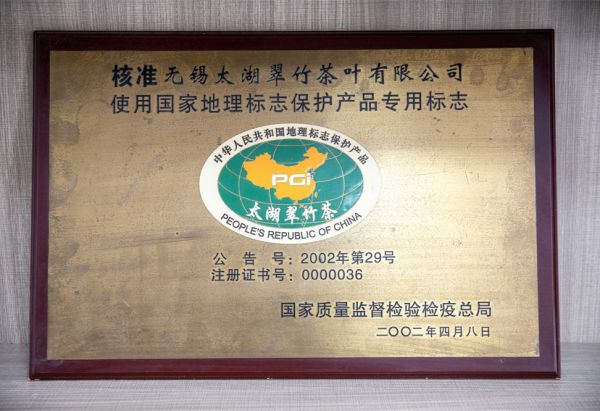 核准无锡太湖翠竹茶叶有限公司
使用国家地理标志保护产品专用标志
中华人民共和国地理标志保护产品
PGI
太湖翠竹茶
PEOPLE'S REPUBLIC OF CHINA
公告号：2002年第29号
注册证书号：0000036
国家质量监督检验检疫总局
二〇〇二年四月八日